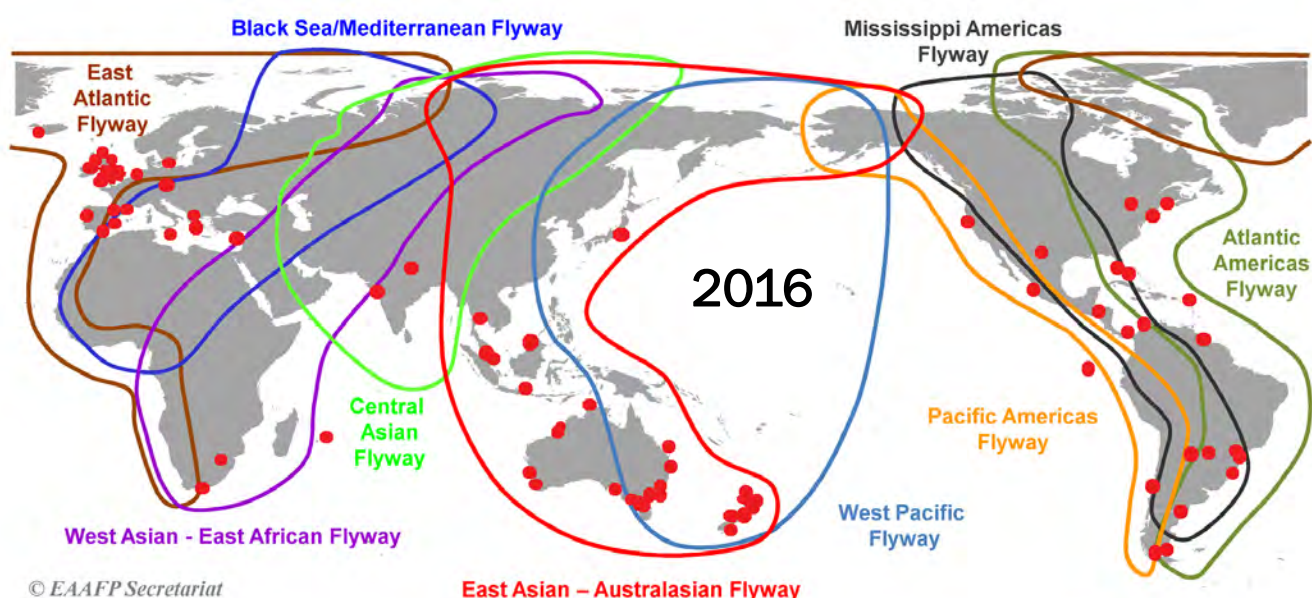 Black Sea/Mediterranean Flyway
Mississippi Americas
Flyway
East
Atlantic
Flyway
2016
Atlantic
Americas
Flyway
Central
Asian
Flyway
Pacific Americas
Flyway
West Pacific
Flyway
West Asian - East African Flyway
© EAAFP Secretariat
East Asian – Australasian Flyway